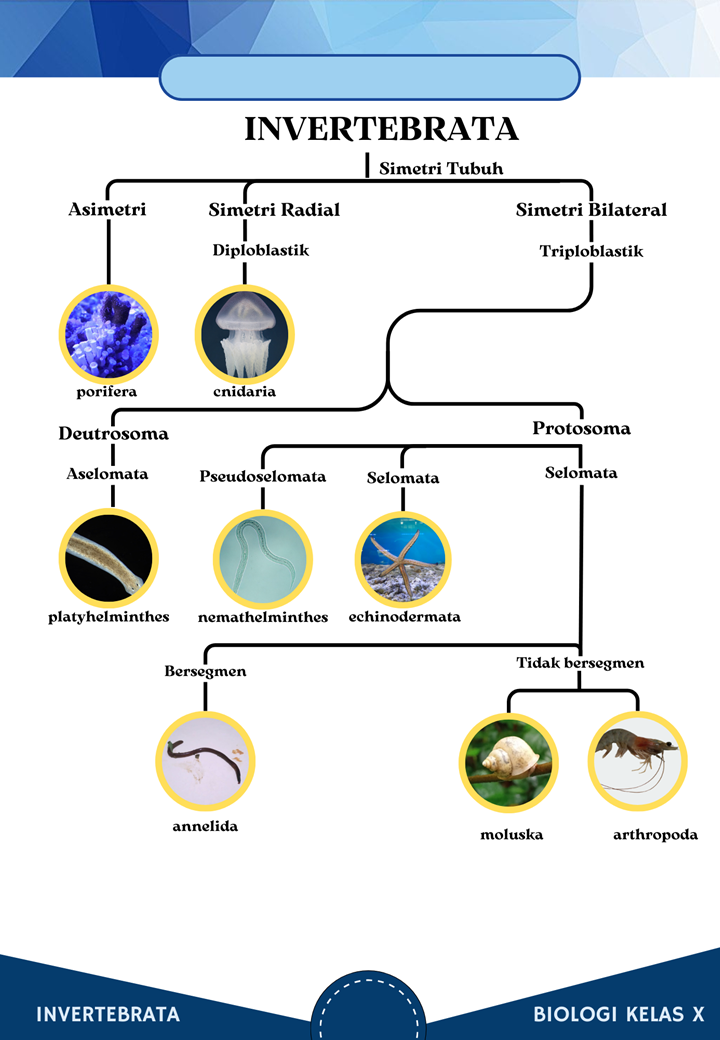 INVERTEBRATA
Simetri Tubuh
Asimetri
Simetri Radial
Simetri Bilateral
Diploblastik
Triploblastik
porifera
cnidaria
Deutrosoma
Protosoma
Aselomata
Pseudoselomata
Selomata
Selomata
platyhelminthes
nemathelminthes
echinodermata
Bersegmen
Tidak bersegmen
annelida
moluska
arthropoda
INVERTEBRATA
BIOLOGI KELAS X